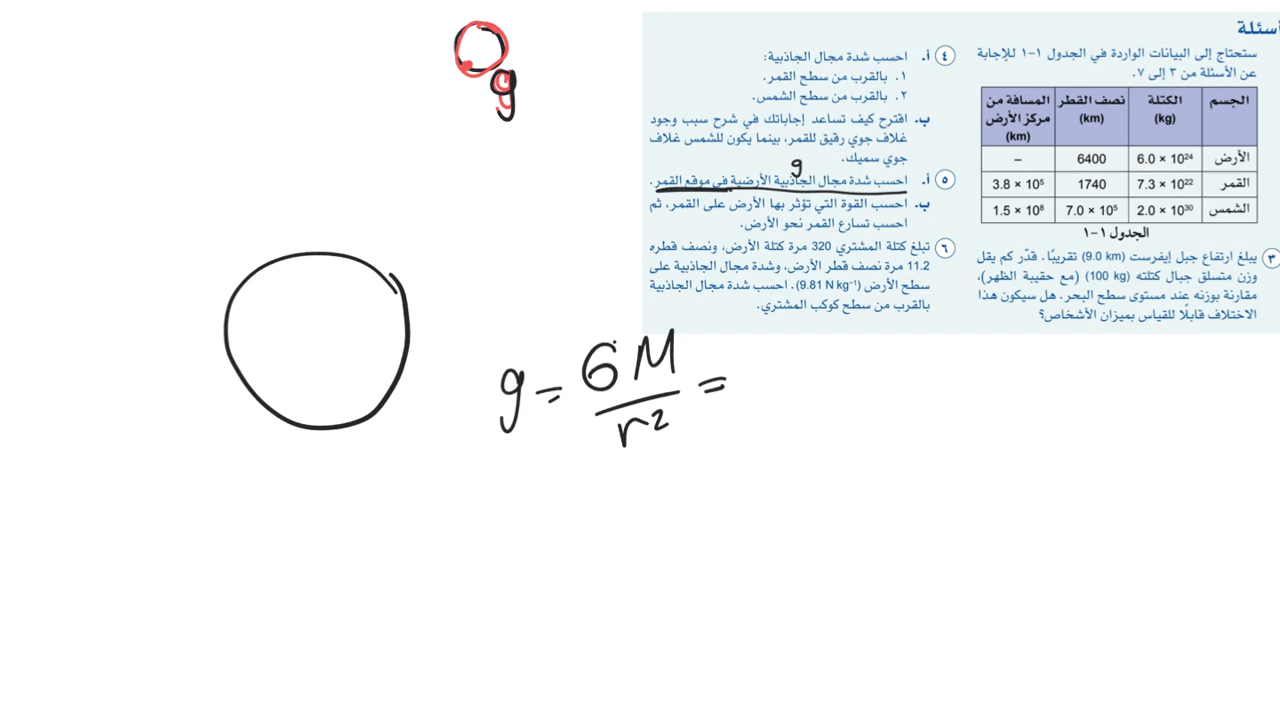 أسئلة
ستحتاج إلى البيانات الواردة في الجدول ١-١ للإجابة
عن الأسئلة من ٣ إلى ٧.
الجسم الكتلة (kg) نصف القطر (km) المسافة من مركز الأرض (km)
الأرض 6.0 × 10²⁴ 6400 –
القمر 7.3 × 10²² 1740 3.8 × 10⁵
الشمس 2.0 × 10³⁰ 7.0 × 10⁵ 1.5 × 10⁸
الجدول ١-١
٣ يبلغ ارتفاع جبل إيفرست (9.0 km) تقريبًا. قدّر كم يقل
وزن متسلق جبال كتلته (100 kg) (مع حقيبة الظهر)،
مقارنة بوزنه عند مستوى سطح البحر. هل سيكون هذا
الاختلاف قابلًا للقياس بميزان الأشخاص؟
٤ أ. احسب شدة مجال الجاذبية:
١. بالقرب من سطح القمر.
٢. بالقرب من سطح الشمس.
ب. اقترح كيف تساعد إجاباتك في شرح سبب وجود
غلاف جوي رقيق للقمر، بينما يكون للشمس غلاف
جوي سميك.
g
٥ أ. احسب شدة مجال الجاذبية الأرضية في موقع القمر.
ب. احسب القوة التي تؤثر بها الأرض على القمر، ثم
احسب تسارع القمر نحو الأرض.
٦ تبلغ كتلة المشتري 320 مرة كتلة الأرض، ونصف قطره
11.2 مرة نصف قطر الأرض، وشدة مجال الجاذبية على
سطح الأرض (9.81 N kg⁻¹). احسب شدة مجال الجاذبية
بالقرب من سطح كوكب المشتري.
g
g = GM / r² =